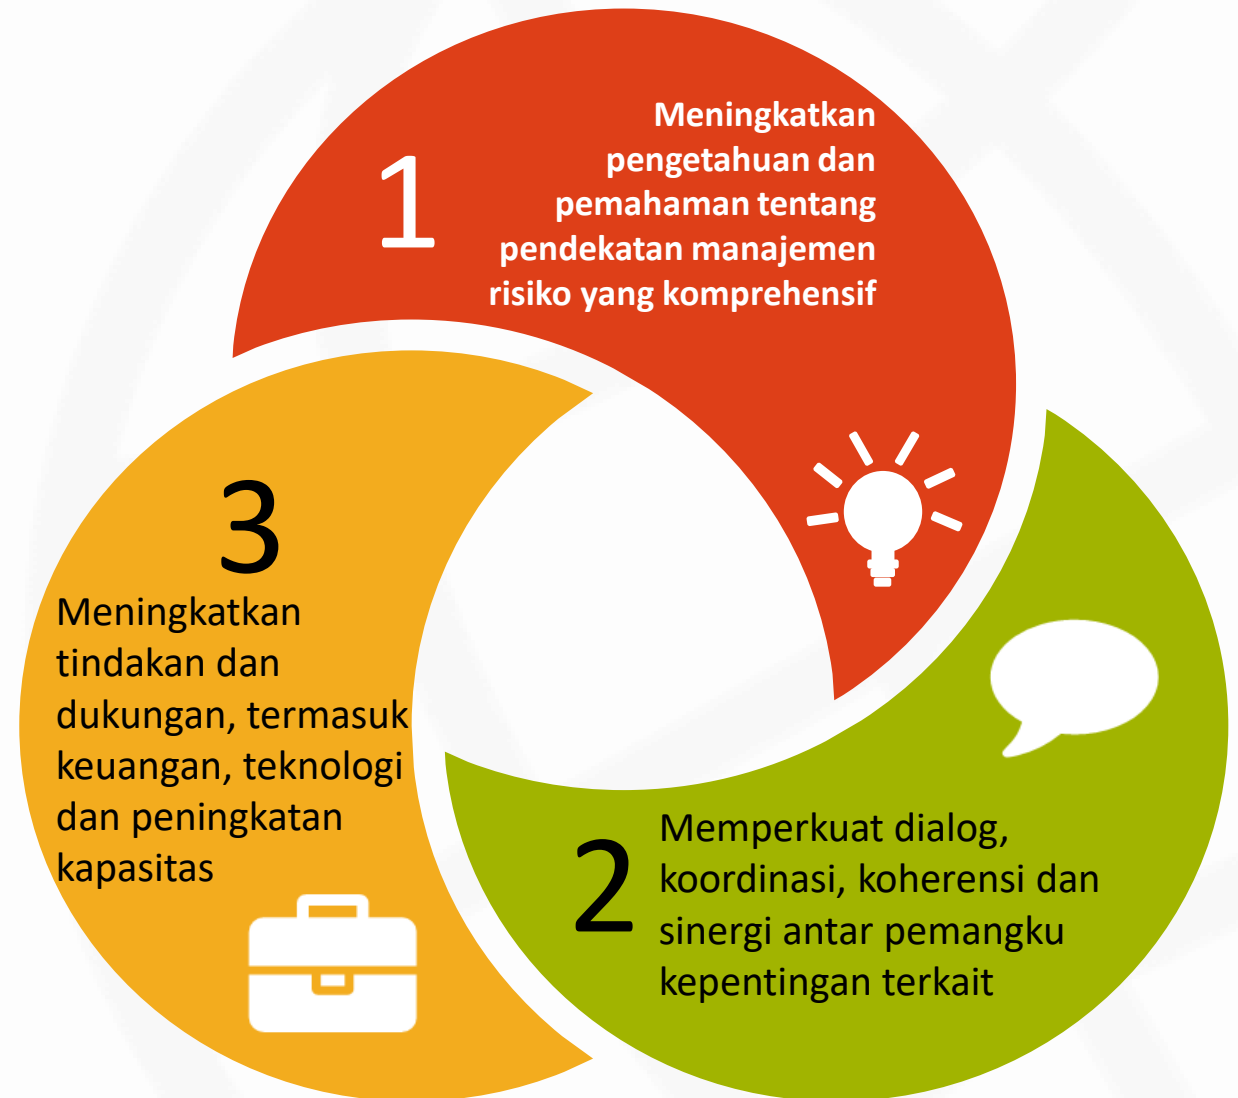 1
Meningkatkan
pengetahuan dan
pemahaman tentang
pendekatan manajemen
risiko yang komprehensif
2
Memperkuat dialog,
koordinasi, koherensi dan
sinergi antar pemangku
kepentingan terkait
3
Meningkatkan
tindakan dan
dukungan, termasuk
keuangan, teknologi
dan peningkatan
kapasitas